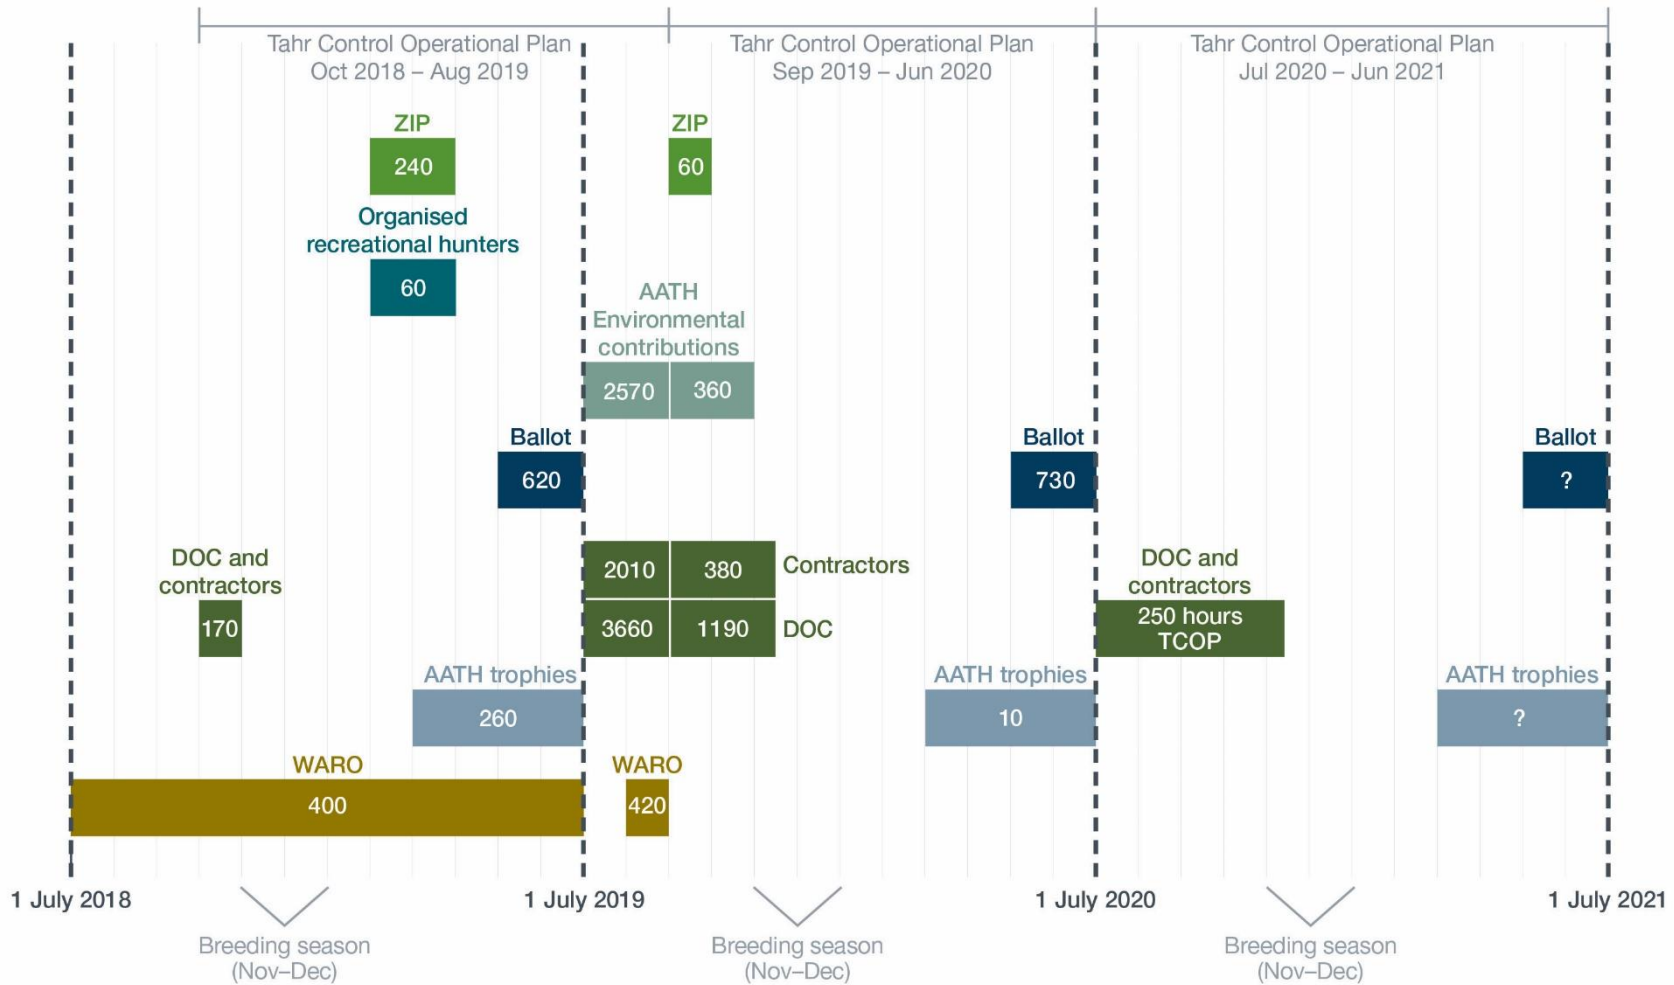 Tahr Control Operational Plan
Oct 2018 – Aug 2019
Tahr Control Operational Plan
Sep 2019 – Jun 2020
Tahr Control Operational Plan
Jul 2020 – Jun 2021
ZIP
240
ZIP
60
Organised
recreational hunters
60
AATH
Environmental
contributions
2570
360
Ballot
620
Ballot
730
Ballot
?
DOC and
contractors
170
2010
380
Contractors
3660
1190
DOC
DOC and
contractors
250 hours
TCOP
AATH trophies
260
AATH trophies
10
AATH trophies
?
WARO
400
WARO
420
1 July 2018
1 July 2019
1 July 2020
1 July 2021
Breeding season
(Nov–Dec)
Breeding season
(Nov–Dec)
Breeding season
(Nov–Dec)